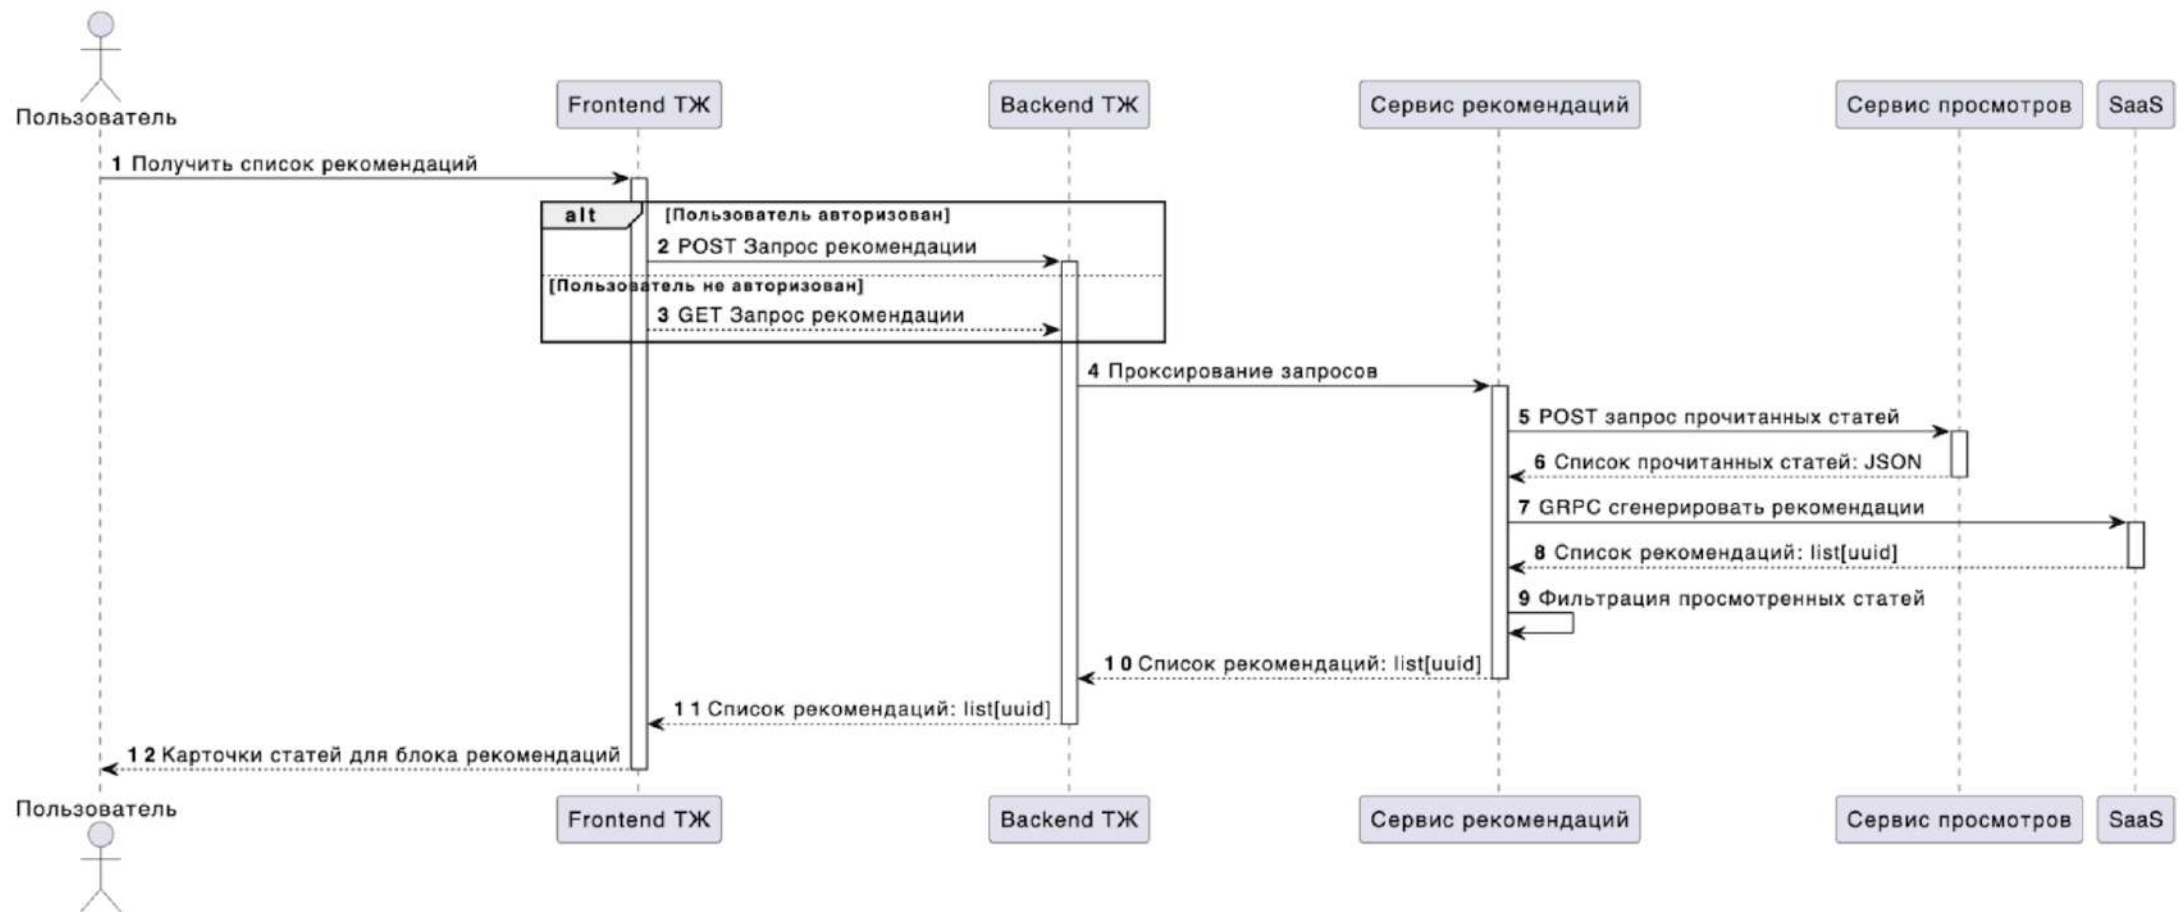 Пользователь
Frontend ТЖ
Backend ТЖ
Сервис рекомендаций
Сервис просмотров
SaaS
1 Получить список рекомендаций
alt
[Пользователь авторизован]
2 POST Запрос рекомендации
[Пользователь не авторизован]
3 GET Запрос рекомендации
4 Проксирование запросов
5 POST запрос прочитанных статей
6 Список прочитанных статей: JSON
7 GRPC сгенерировать рекомендации
8 Список рекомендаций: list[uuid]
9 Фильтрация просмотренных статей
10 Список рекомендаций: list[uuid]
11 Список рекомендаций: list[uuid]
12 Карточки статей для блока рекомендаций
Пользователь
Frontend ТЖ
Backend ТЖ
Сервис рекомендаций
Сервис просмотров
SaaS